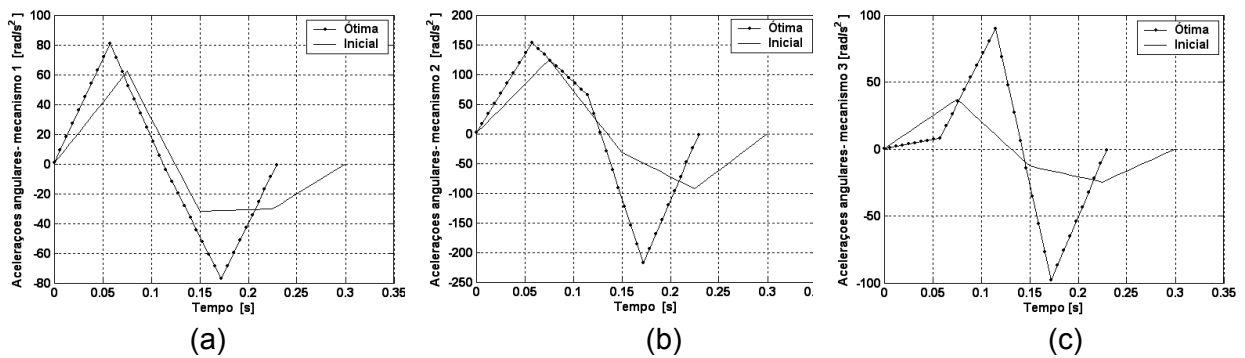 Acelerações angulares- mecanismo 1 [rad/s²]
100
80
60
40
20
0
-20
-40
-60
-80
0 0.05 0.1 0.15 0.2 0.25 0.3 0.35
Tempo [s]
Ótima
Inicial
(a)
Acelerações angulares- mecanismo 2 [rad/s²]
200
150
100
50
0
-50
-100
-150
-200
-250
0 0.05 0.1 0.15 0.2 0.25 0.3
Tempo [s]
Ótima
Inicial
(b)
Acelerações angulares- mecanismo 3 [rad/s²]
100
50
0
-50
-100
0 0.05 0.1 0.15 0.2 0.25 0.3 0.35
Tempo [s]
Ótima
Inicial
(c)